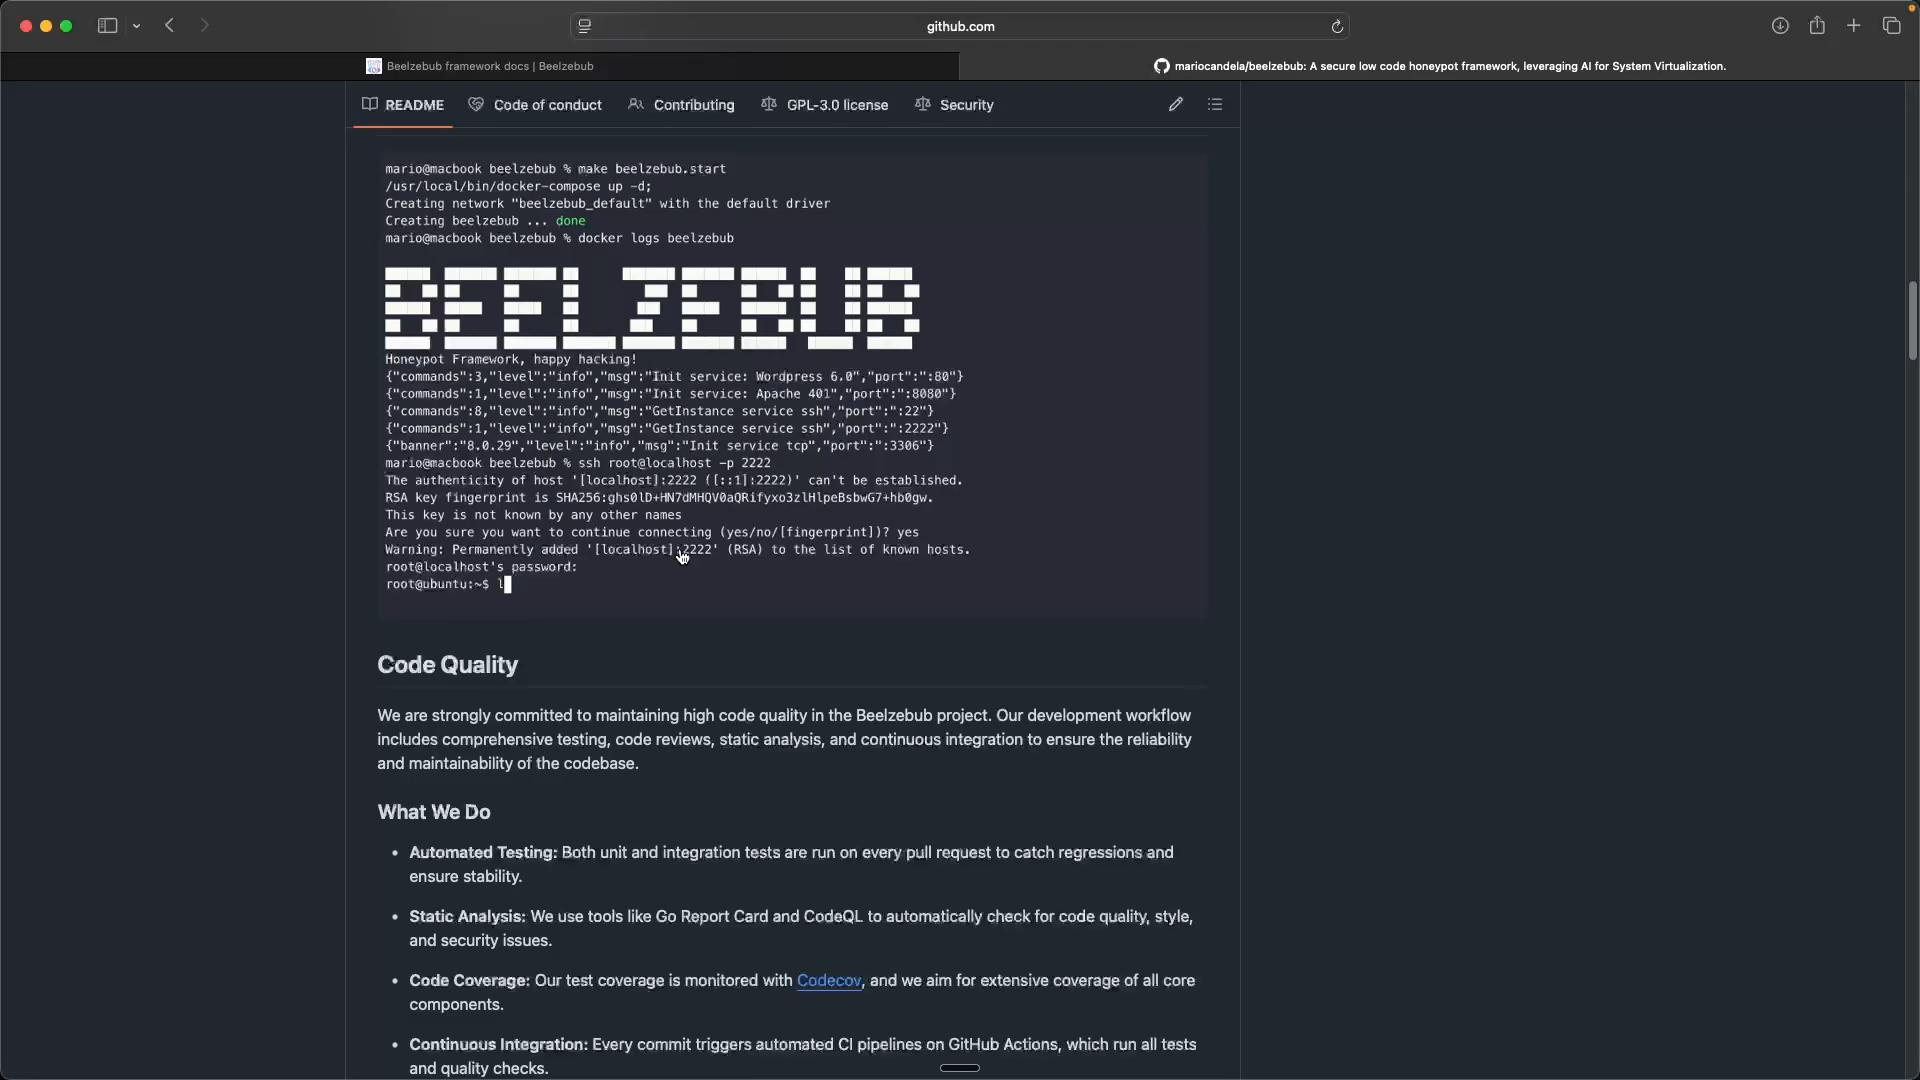 github.com
Beelzebub framework docs | Beelzebub
mariocandela/beelzebub: A secure low code honeypot framework, leveraging AI for System Virtualization.
README
Code of conduct
Contributing
GPL-3.0 license
Security
mario@macbook beelzebub % make beelzebub.start
/usr/local/bin/docker-compose up -d;
Creating network "beelzebub_default" with the default driver
Creating beelzebub ... done
mario@macbook beelzebub % docker logs beelzebub
BEELZEBUB
Honeypot Framework, happy hacking!
{"commands":3,"level":"info","msg":"Init service: Wordpress 6.0","port":":80"}
{"commands":1,"level":"info","msg":"Init service: Apache 401","port":":8080"}
{"commands":8,"level":"info","msg":"GetInstance service ssh","port":":22"}
{"commands":1,"level":"info","msg":"GetInstance service ssh","port":":2222"}
{"banner":"8.0.29","level":"info","msg":"Init service tcp","port":":3306"}
mario@macbook beelzebub % ssh root@localhost -p 2222
The authenticity of host '[localhost]:2222 ([::1]:2222)' can't be established.
RSA key fingerprint is SHA256:ghs0lD+HN7dMHQV0aQRifyxo3zlHlpeBsbwG7+hb0gw.
This key is not known by any other names
Are you sure you want to continue connecting (yes/no/[fingerprint])? yes
Warning: Permanently added '[localhost]:2222' (RSA) to the list of known hosts.
root@localhost's password:
root@ubuntu:~$ l
Code Quality
We are strongly committed to maintaining high code quality in the Beelzebub project. Our development workflow
includes comprehensive testing, code reviews, static analysis, and continuous integration to ensure the reliability
and maintainability of the codebase.
What We Do
• Automated Testing: Both unit and integration tests are run on every pull request to catch regressions and
ensure stability.
• Static Analysis: We use tools like Go Report Card and CodeQL to automatically check for code quality, style,
and security issues.
• Code Coverage: Our test coverage is monitored with Codecov, and we aim for extensive coverage of all core
components.
• Continuous Integration: Every commit triggers automated CI pipelines on GitHub Actions, which run all tests
and quality checks.